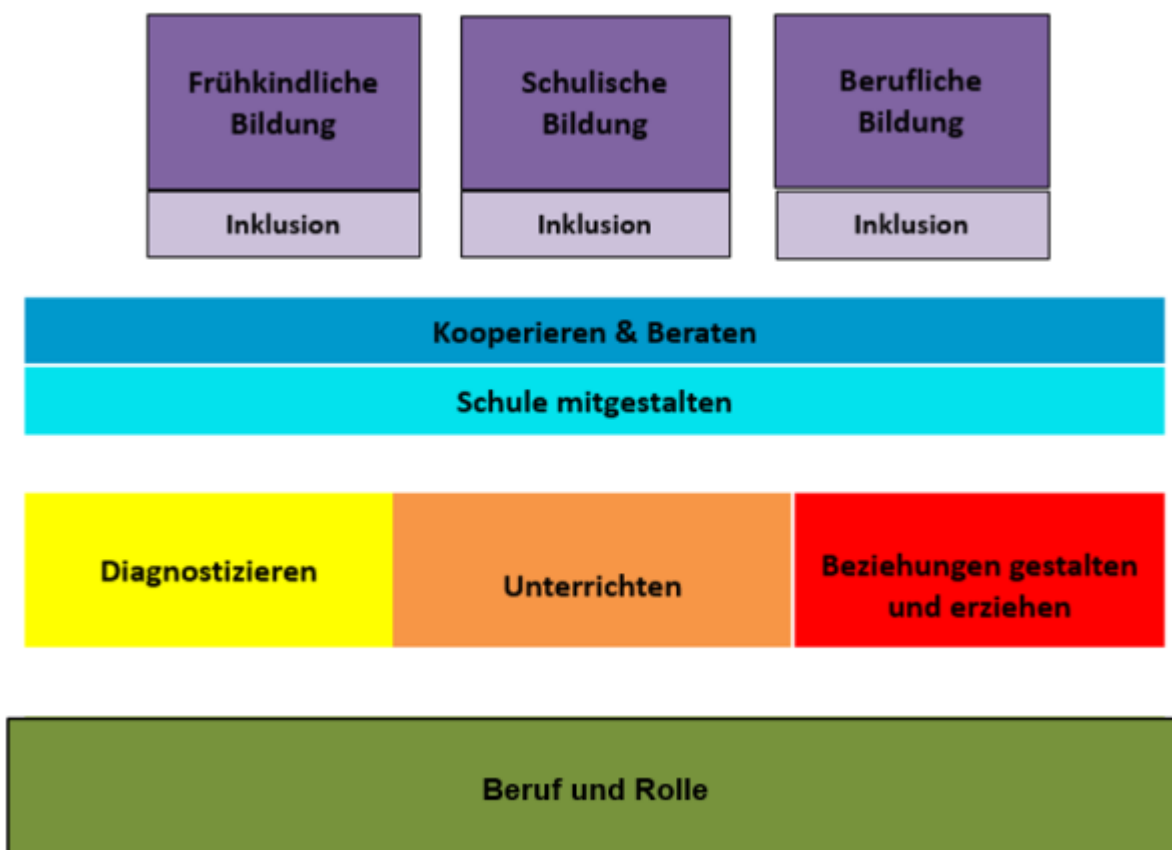 Frühkindliche
Bildung
Schulische
Bildung
Berufliche
Bildung
Inklusion
Inklusion
Inklusion
Kooperieren & Beraten
Schule mitgestalten
Diagnostizieren
Unterrichten
Beziehungen gestalten
und erziehen
Beruf und Rolle